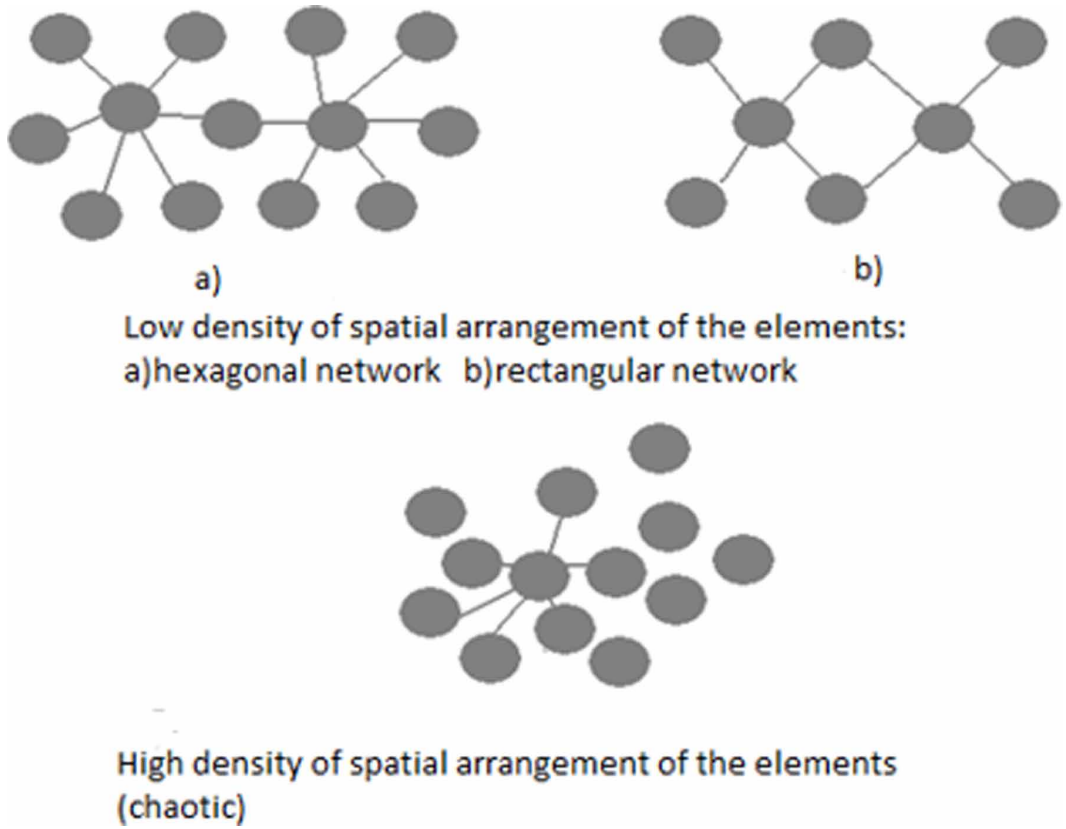 a)
b)
Low density of spatial arrangement of the elements:
a)hexagonal network b)rectangular network
High density of spatial arrangement of the elements
(chaotic)